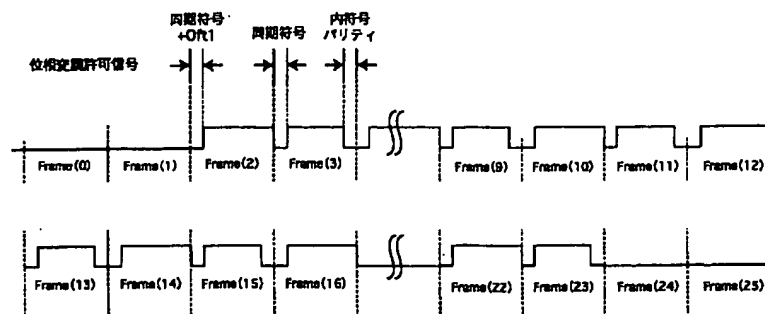 同期符号
+Oft1
同期符号
内符号
パリティ
位相変調許可信号
Frame(0) Frame(1) Frame(2) Frame(3) Frame(9) Frame(10) Frame(11) Frame(12)
Frame(13) Frame(14) Frame(15) Frame(16) Frame(22) Frame(23) Frame(24) Frame(25)